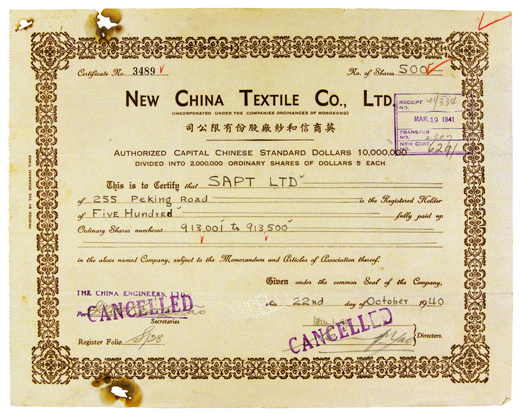 Certificate No. 3489
No. of Shares 500
NEW CHINA TEXTILE CO., LTD.
(INCORPORATED UNDER THE COMPANIES ORDINANCES OF HONGKONG)
司公限有份股廠紗和信商英
RECEIPT NO.
MAR 19 1941
TRANSFER NO.
NEW CERT. NO. 6291
AUTHORIZED CAPITAL CHINESE STANDARD DOLLARS 10,000,000
DIVIDED INTO 2,000,000 ORDINARY SHARES OF DOLLARS 5 EACH
This is to Certify that SAPT LTD
of 255 Peking Road is the Registered Holder
of FIVE Hundred fully paid up
Ordinary Shares numbered 913,001 to 913,500
in the above named Company, subject to the Memorandum and Articles of Association thereof.
Given under the common Seal of the Company,
this 22nd day of October 1940
THE CHINA ENGINEERS, LTD.
CANCELLED
Secretaries
CANCELLED
Directors.
Register Folio